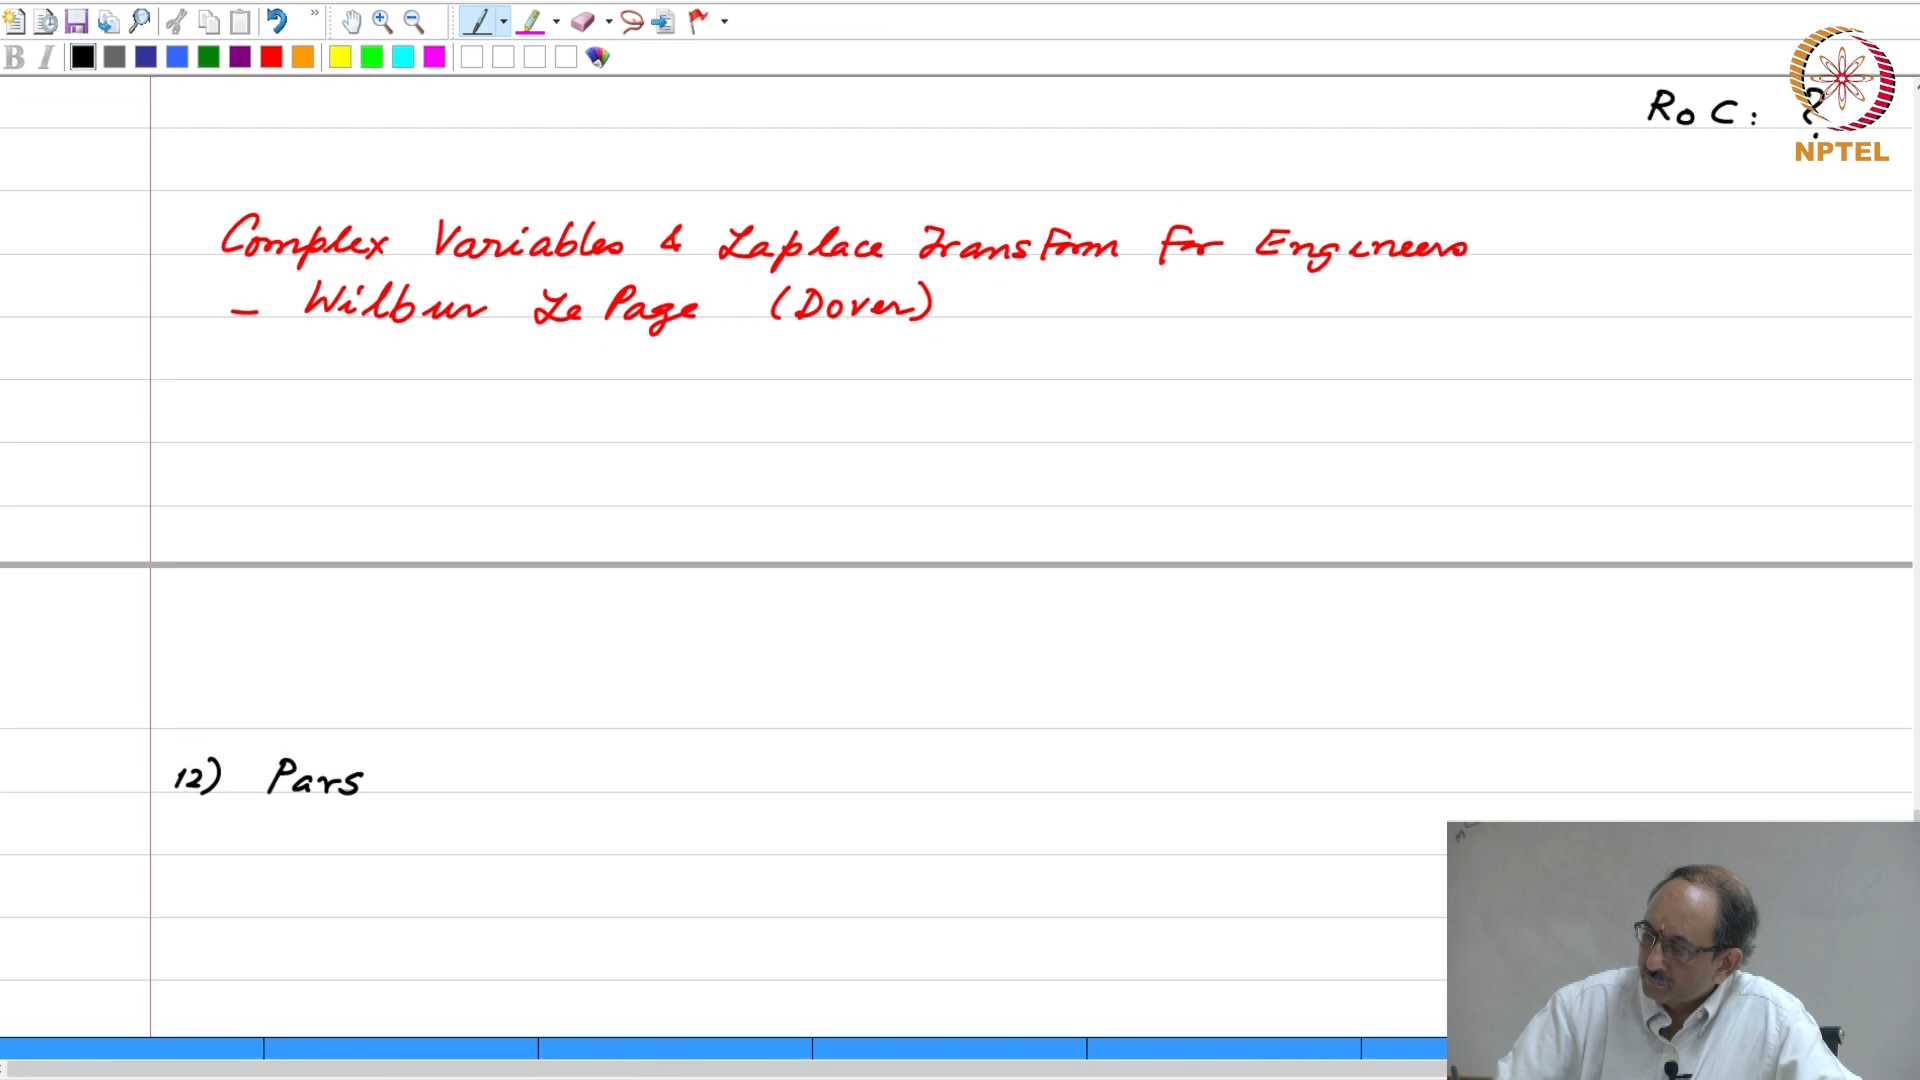 B I
RoC: ?
NPTEL
Complex Variables & Laplace Transform for Engineers
- Wilbur Le Page (Dover)
12) Pars